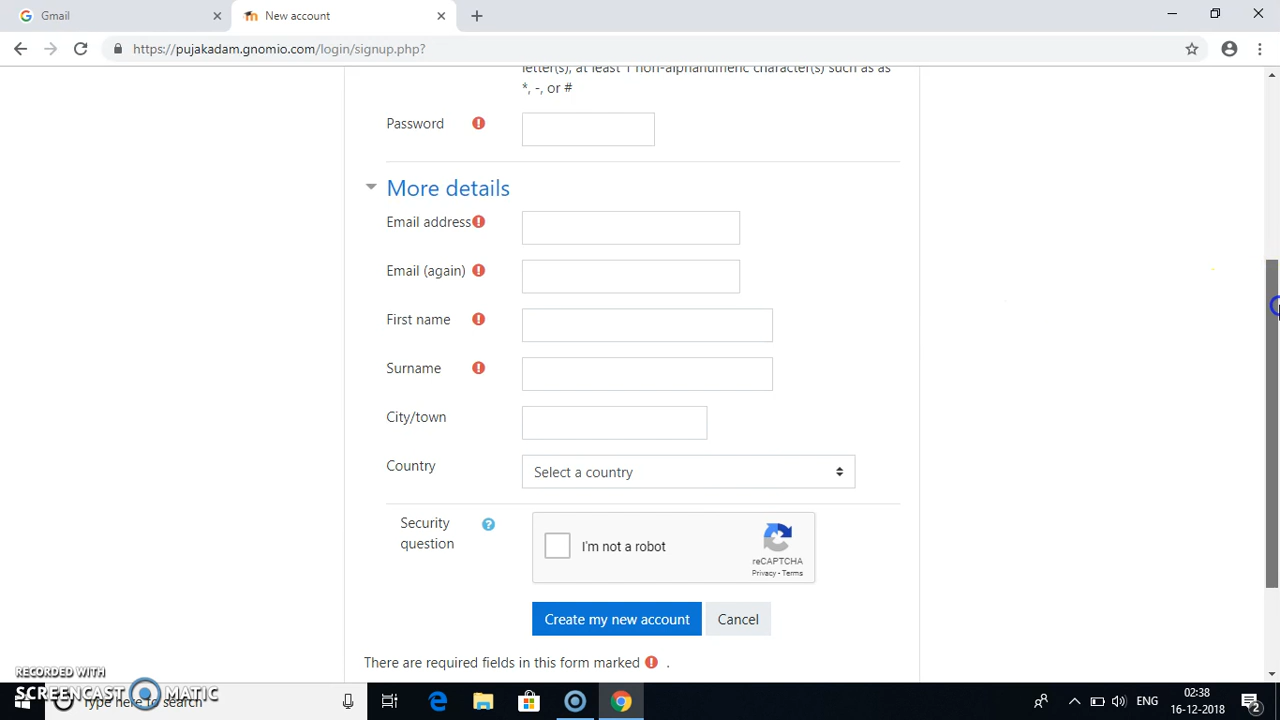 Gmail
New account
https://pujakadam.gnomio.com/login/signup.php?
letter(s), at least 1 non-alphanumeric character(s) such as as
*, -, or #
Password
More details
Email address
Email (again)
First name
Surname
City/town
Country
Select a country
Security
question
I'm not a robot
reCAPTCHA
Privacy - Terms
Create my new account
Cancel
There are required fields in this form marked .
RECORDED WITH
SCREENCAST MATIC
Type here to search
ENG
02:38
16-12-2018
2